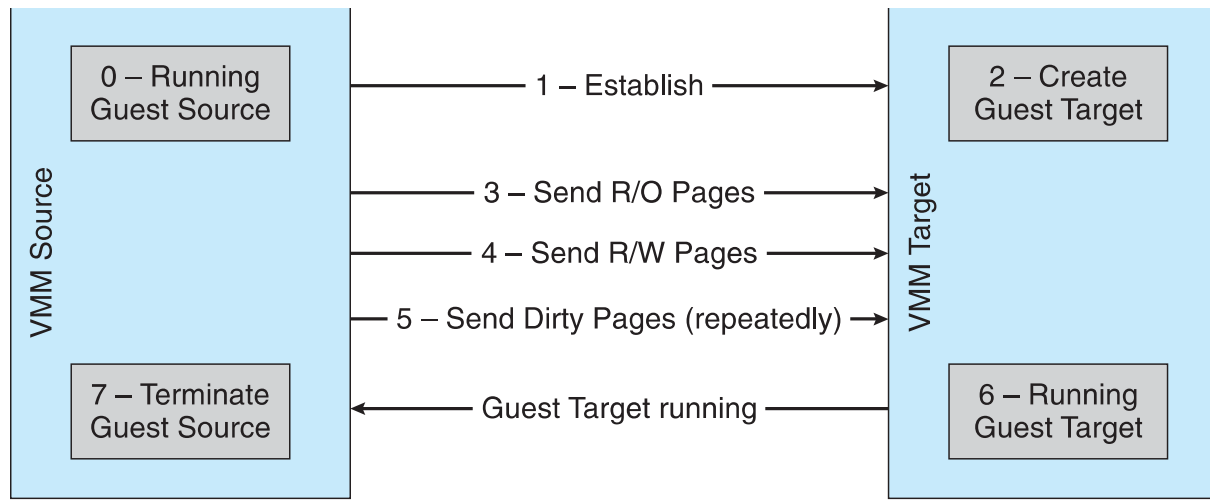 0 – Running
Guest Source
1 – Establish
2 – Create
Guest Target
VMM Source
3 – Send R/O Pages
4 – Send R/W Pages
5 – Send Dirty Pages (repeatedly)
VMM Target
7 – Terminate
Guest Source
Guest Target running
6 – Running
Guest Target